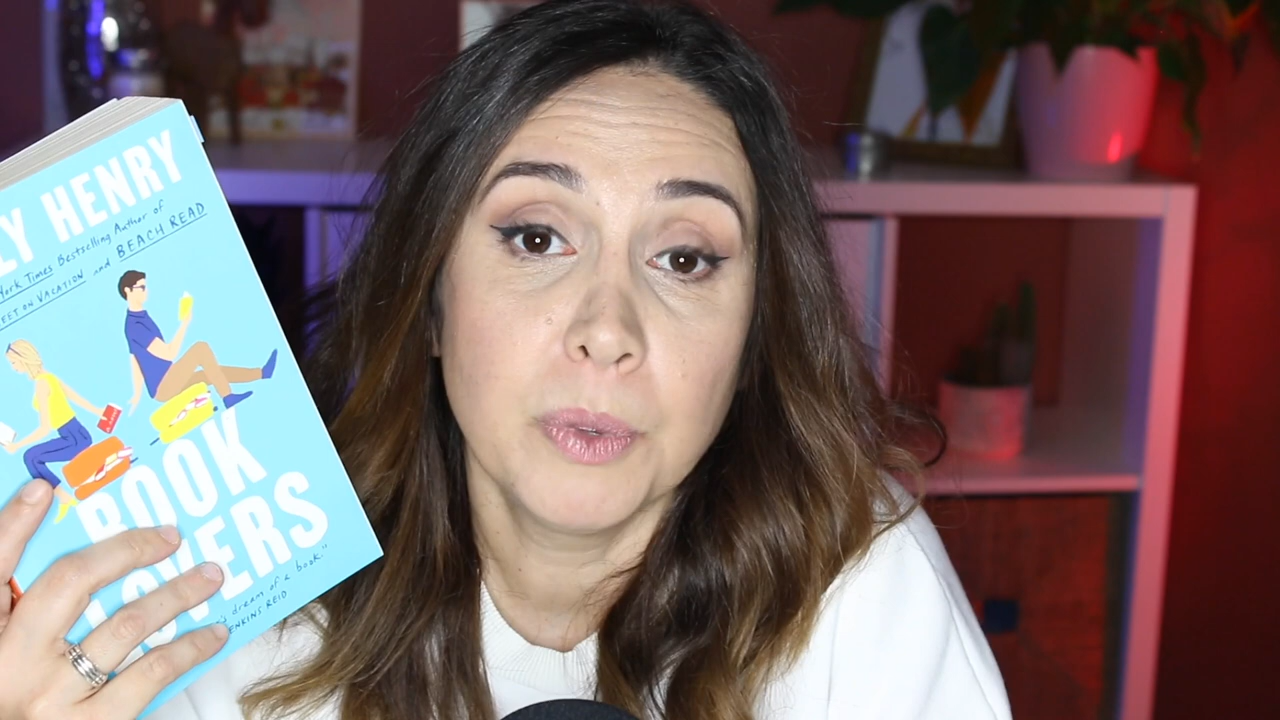 LY HENRY
York Times Bestselling Author of
MEET ON VACATION and BEACH READ
BOOK
LOVERS
's dream of a book."
JENKINS REID